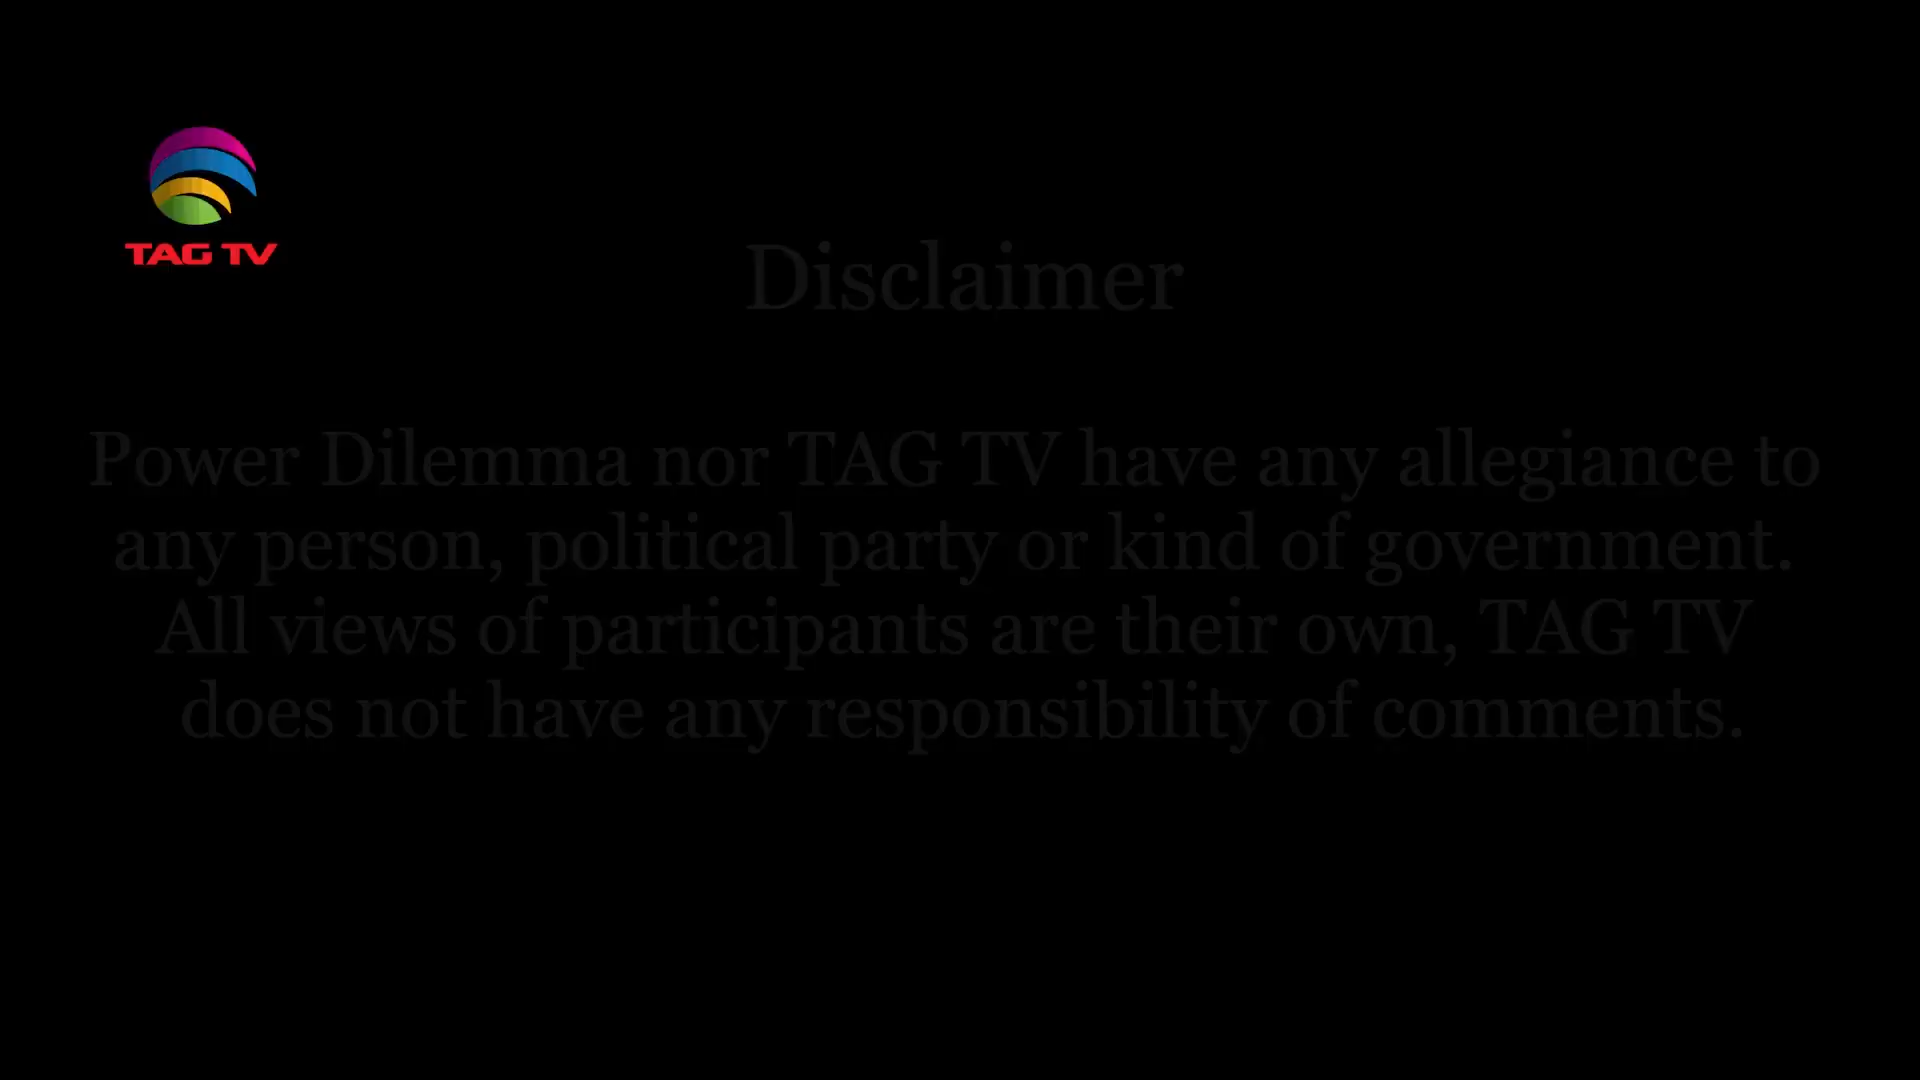 TAG TV
Disclaimer
Power Dilemma nor TAG TV have any allegiance to
any person, political party or kind of government.
All views of participants are their own, TAG TV
does not have any responsibility of comments.